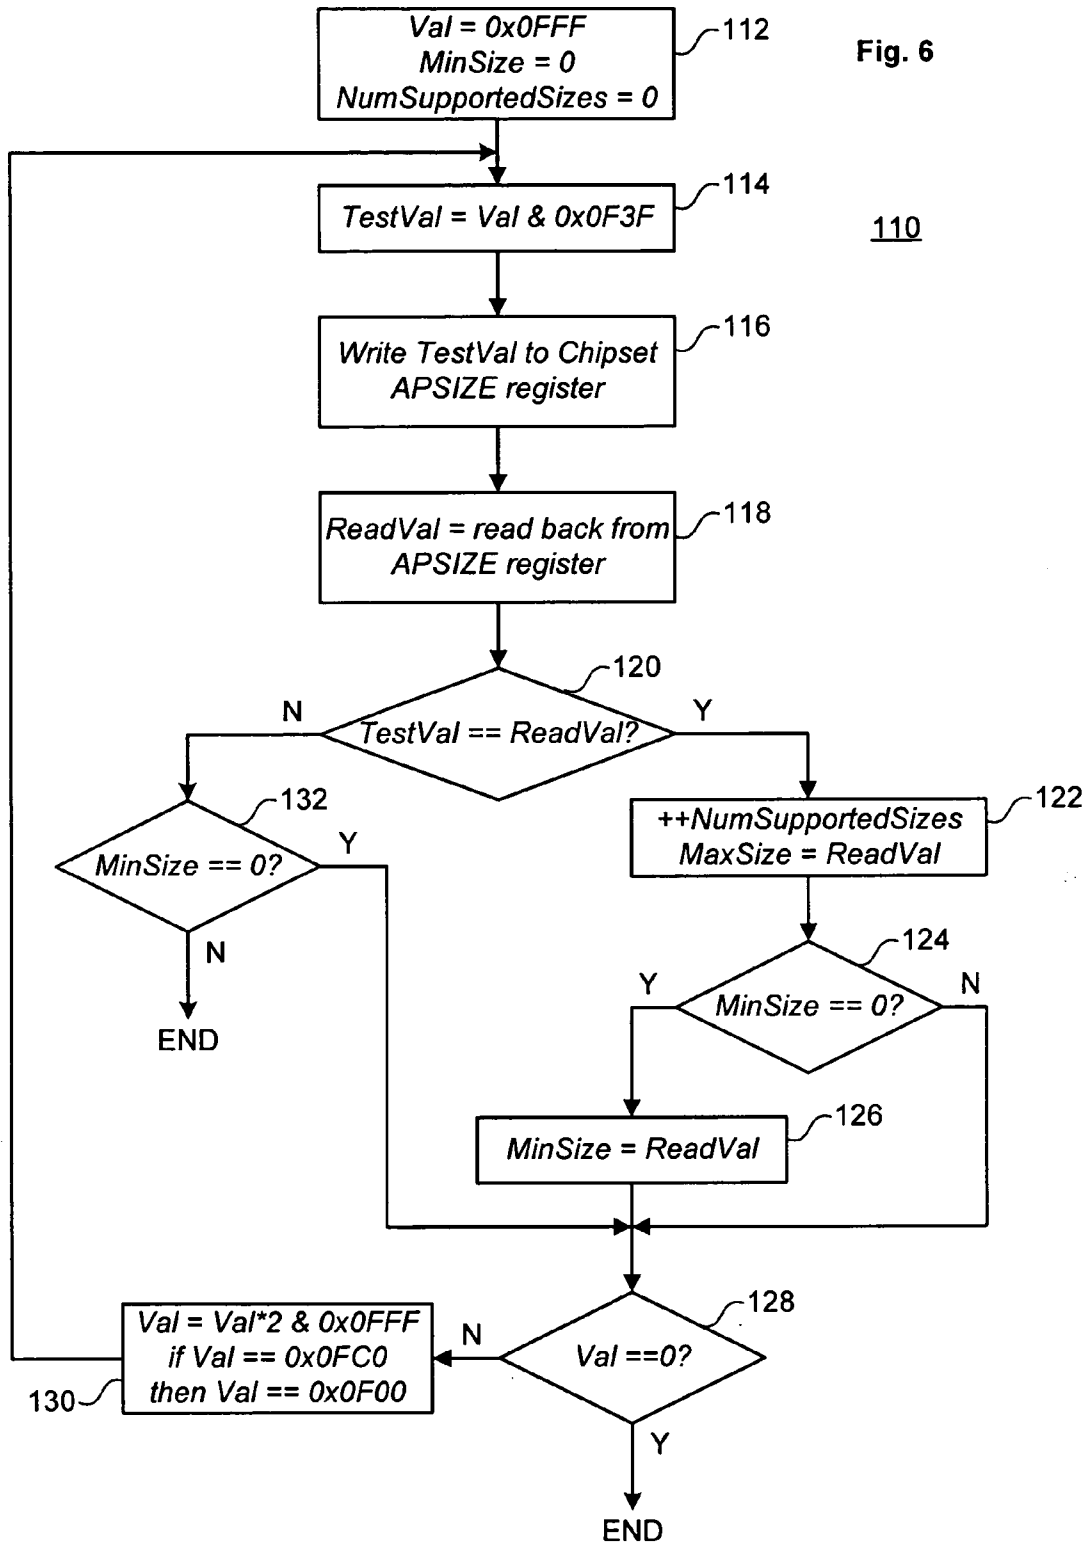 Val = 0x0FFF
MinSize = 0
NumSupportedSizes = 0
112
Fig. 6
TestVal = Val & 0x0F3F
114
110
Write TestVal to Chipset
APSIZE register
116
ReadVal = read back from
APSIZE register
118
120
N
TestVal == ReadVal?
Y
132
MinSize == 0?
Y
N
END
++NumSupportedSizes
MaxSize = ReadVal
122
124
Y
MinSize == 0?
N
MinSize = ReadVal
126
128
Val ==0?
N
Y
Val = Val*2 & 0x0FFF
if Val == 0x0FC0
then Val == 0x0F00
130
END